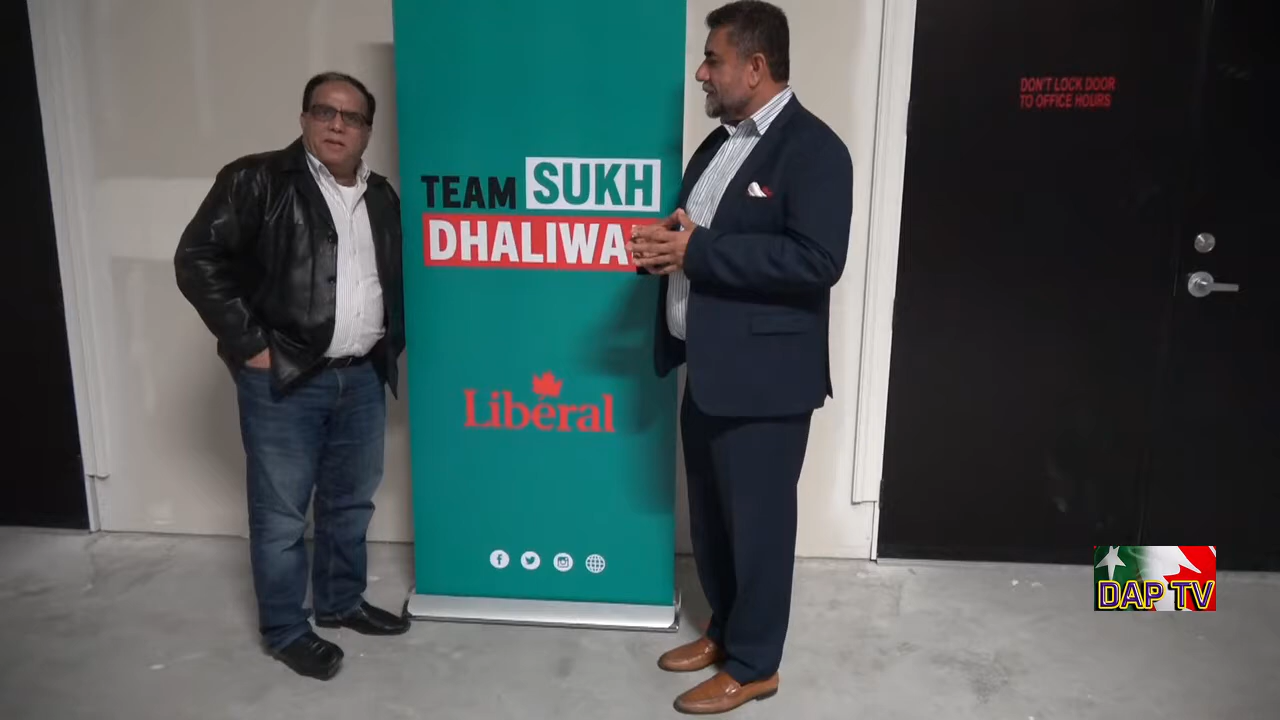 TEAM SUKH
DHALIWA
Liberal
DON'T LOCK DOOR
TO OFFICE HOURS
DAP TV